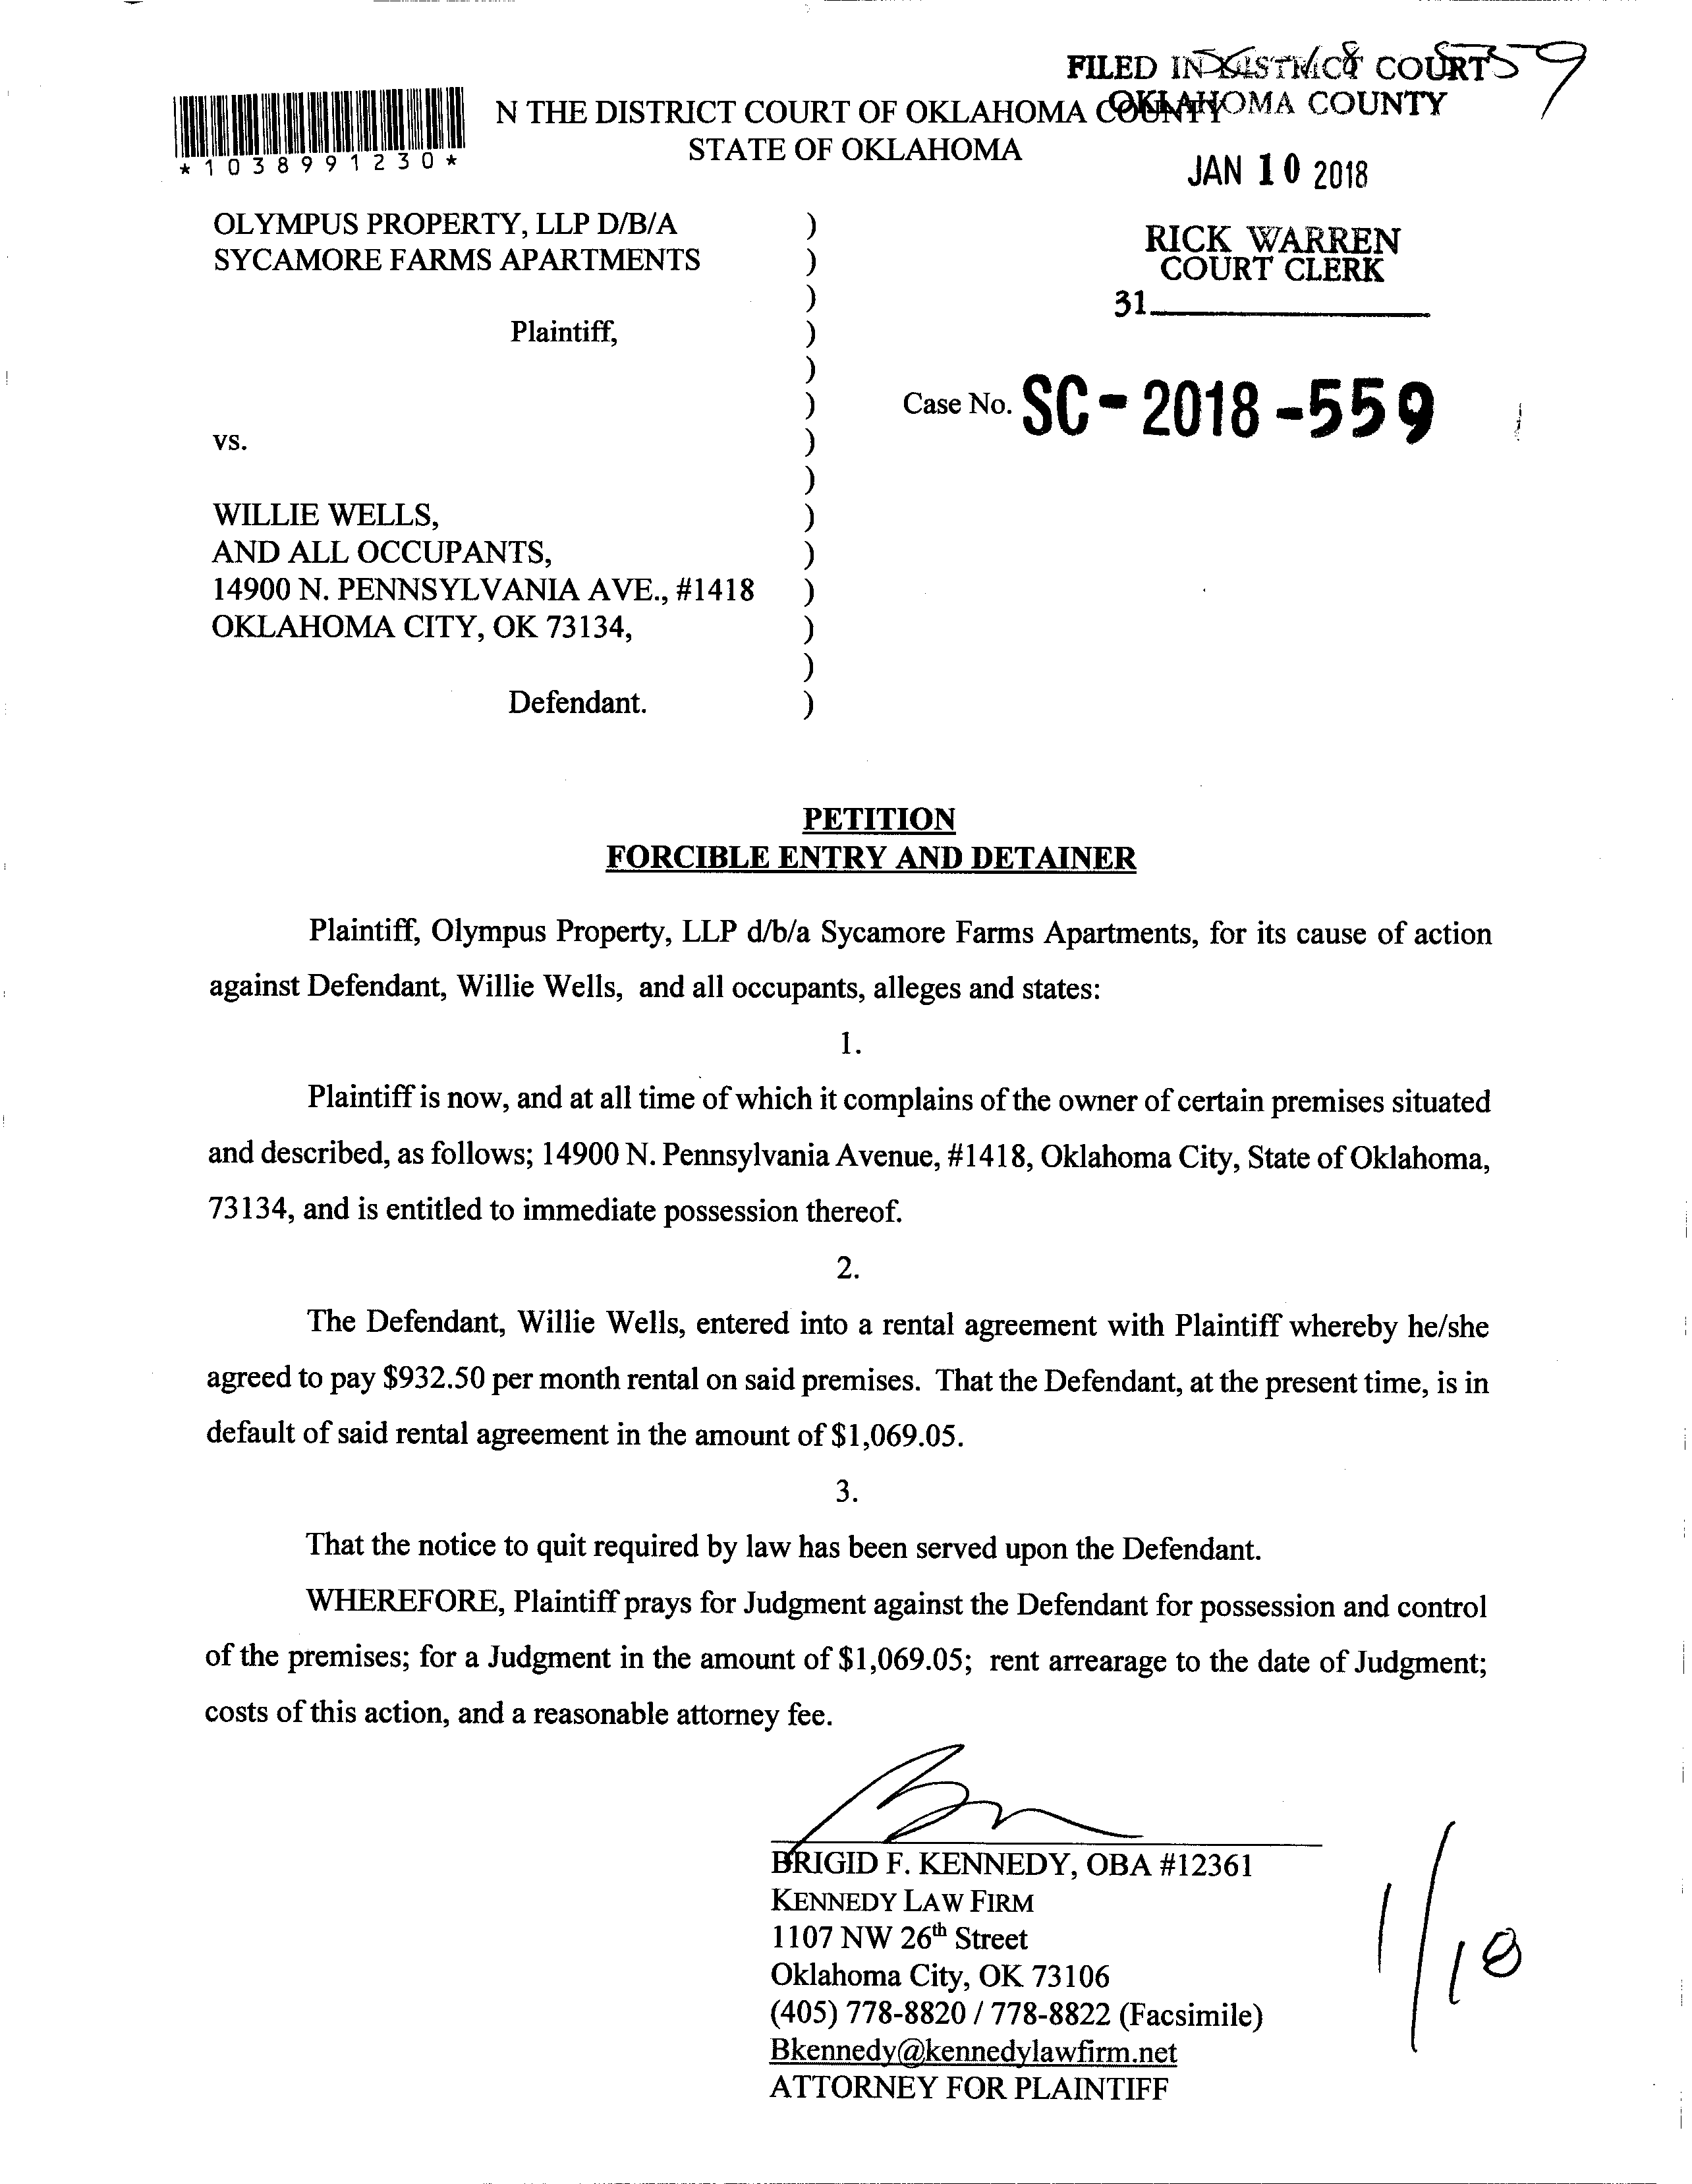 FILED IN DISTRICT COURT
OKLAHOMA COUNTY
N THE DISTRICT COURT OF OKLAHOMA COUNTY
STATE OF OKLAHOMA
*1038991230*
JAN 10 2018
RICK WARREN
COURT CLERK
31
OLYMPUS PROPERTY, LLP D/B/A )
SYCAMORE FARMS APARTMENTS )
)
Plaintiff, )
)
) Case No. SC-2018-559
vs. )
)
WILLIE WELLS, )
AND ALL OCCUPANTS, )
14900 N. PENNSYLVANIA AVE., #1418 )
OKLAHOMA CITY, OK 73134, )
)
Defendant. )
PETITION
FORCIBLE ENTRY AND DETAINER
Plaintiff, Olympus Property, LLP d/b/a Sycamore Farms Apartments, for its cause of action
against Defendant, Willie Wells, and all occupants, alleges and states:
1.
Plaintiff is now, and at all time of which it complains of the owner of certain premises situated
and described, as follows; 14900 N. Pennsylvania Avenue, #1418, Oklahoma City, State of Oklahoma,
73134, and is entitled to immediate possession thereof.
2.
The Defendant, Willie Wells, entered into a rental agreement with Plaintiff whereby he/she
agreed to pay $932.50 per month rental on said premises. That the Defendant, at the present time, is in
default of said rental agreement in the amount of $1,069.05.
3.
That the notice to quit required by law has been served upon the Defendant.
WHEREFORE, Plaintiff prays for Judgment against the Defendant for possession and control
of the premises; for a Judgment in the amount of $1,069.05; rent arrearage to the date of Judgment;
costs of this action, and a reasonable attorney fee.
BRIGID F. KENNEDY, OBA #12361
KENNEDY LAW FIRM
1107 NW 26th Street
Oklahoma City, OK 73106
(405) 778-8820 / 778-8822 (Facsimile)
Bkennedy@kennedylawfirm.net
ATTORNEY FOR PLAINTIFF
1/18